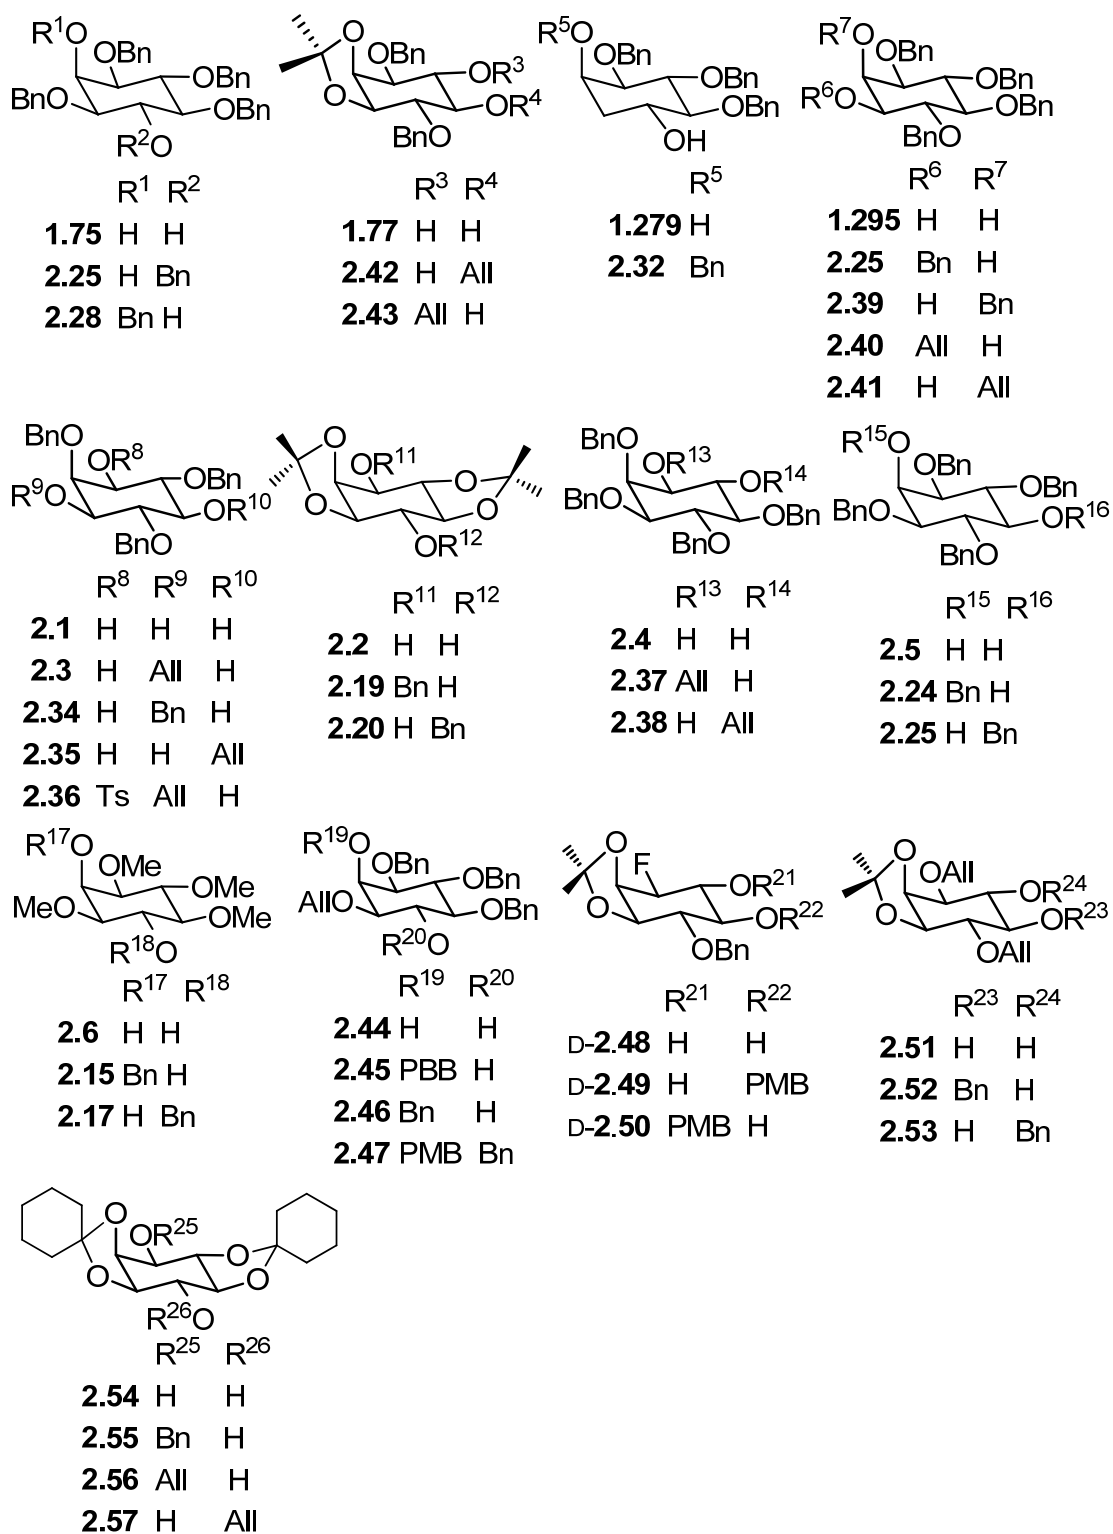 R¹O OBn BnO OBn OBn R²O
R¹ R²
1.75 H H
2.25 H Bn
2.28 Bn H
O OBn O OR³ OR⁴ BnO
R³ R⁴
1.77 H H
2.42 H All
2.43 All H
R⁵O OBn OBn OBn OH
R⁵
1.279 H
2.32 Bn
R⁷O OBn R⁶O OBn OBn BnO
R⁶ R⁷
1.295 H H
2.25 Bn H
2.39 H Bn
2.40 All H
2.41 H All
BnO OR⁸ R⁹O OBn OR¹⁰ BnO
R⁸ R⁹ R¹⁰
2.1 H H H
2.3 H All H
2.34 H Bn H
2.35 H H All
2.36 Ts All H
O OR¹¹ O O O OR¹²
R¹¹ R¹²
2.2 H H
2.19 Bn H
2.20 H Bn
BnO OR¹³ BnO OR¹⁴ OBn BnO
R¹³ R¹⁴
2.4 H H
2.37 All H
2.38 H All
R¹⁵O OBn BnO OBn OR¹⁶ BnO
R¹⁵ R¹⁶
2.5 H H
2.24 Bn H
2.25 H Bn
R¹⁷O OMe MeO OMe OMe R¹⁸O
R¹⁷ R¹⁸
2.6 H H
2.15 Bn H
2.17 H Bn
R¹⁹O OBn AllO OBn OBn R²⁰O
R¹⁹ R²⁰
2.44 H H
2.45 PBB H
2.46 Bn H
2.47 PMB Bn
O F O OR²¹ OR²² OBn
R²¹ R²²
D-2.48 H H
D-2.49 H PMB
D-2.50 PMB H
O OAll O OR²⁴ OR²³ OAll
R²³ R²⁴
2.51 H H
2.52 Bn H
2.53 H Bn
O OR²⁵ O O O R²⁶O
R²⁵ R²⁶
2.54 H H
2.55 Bn H
2.56 All H
2.57 H All